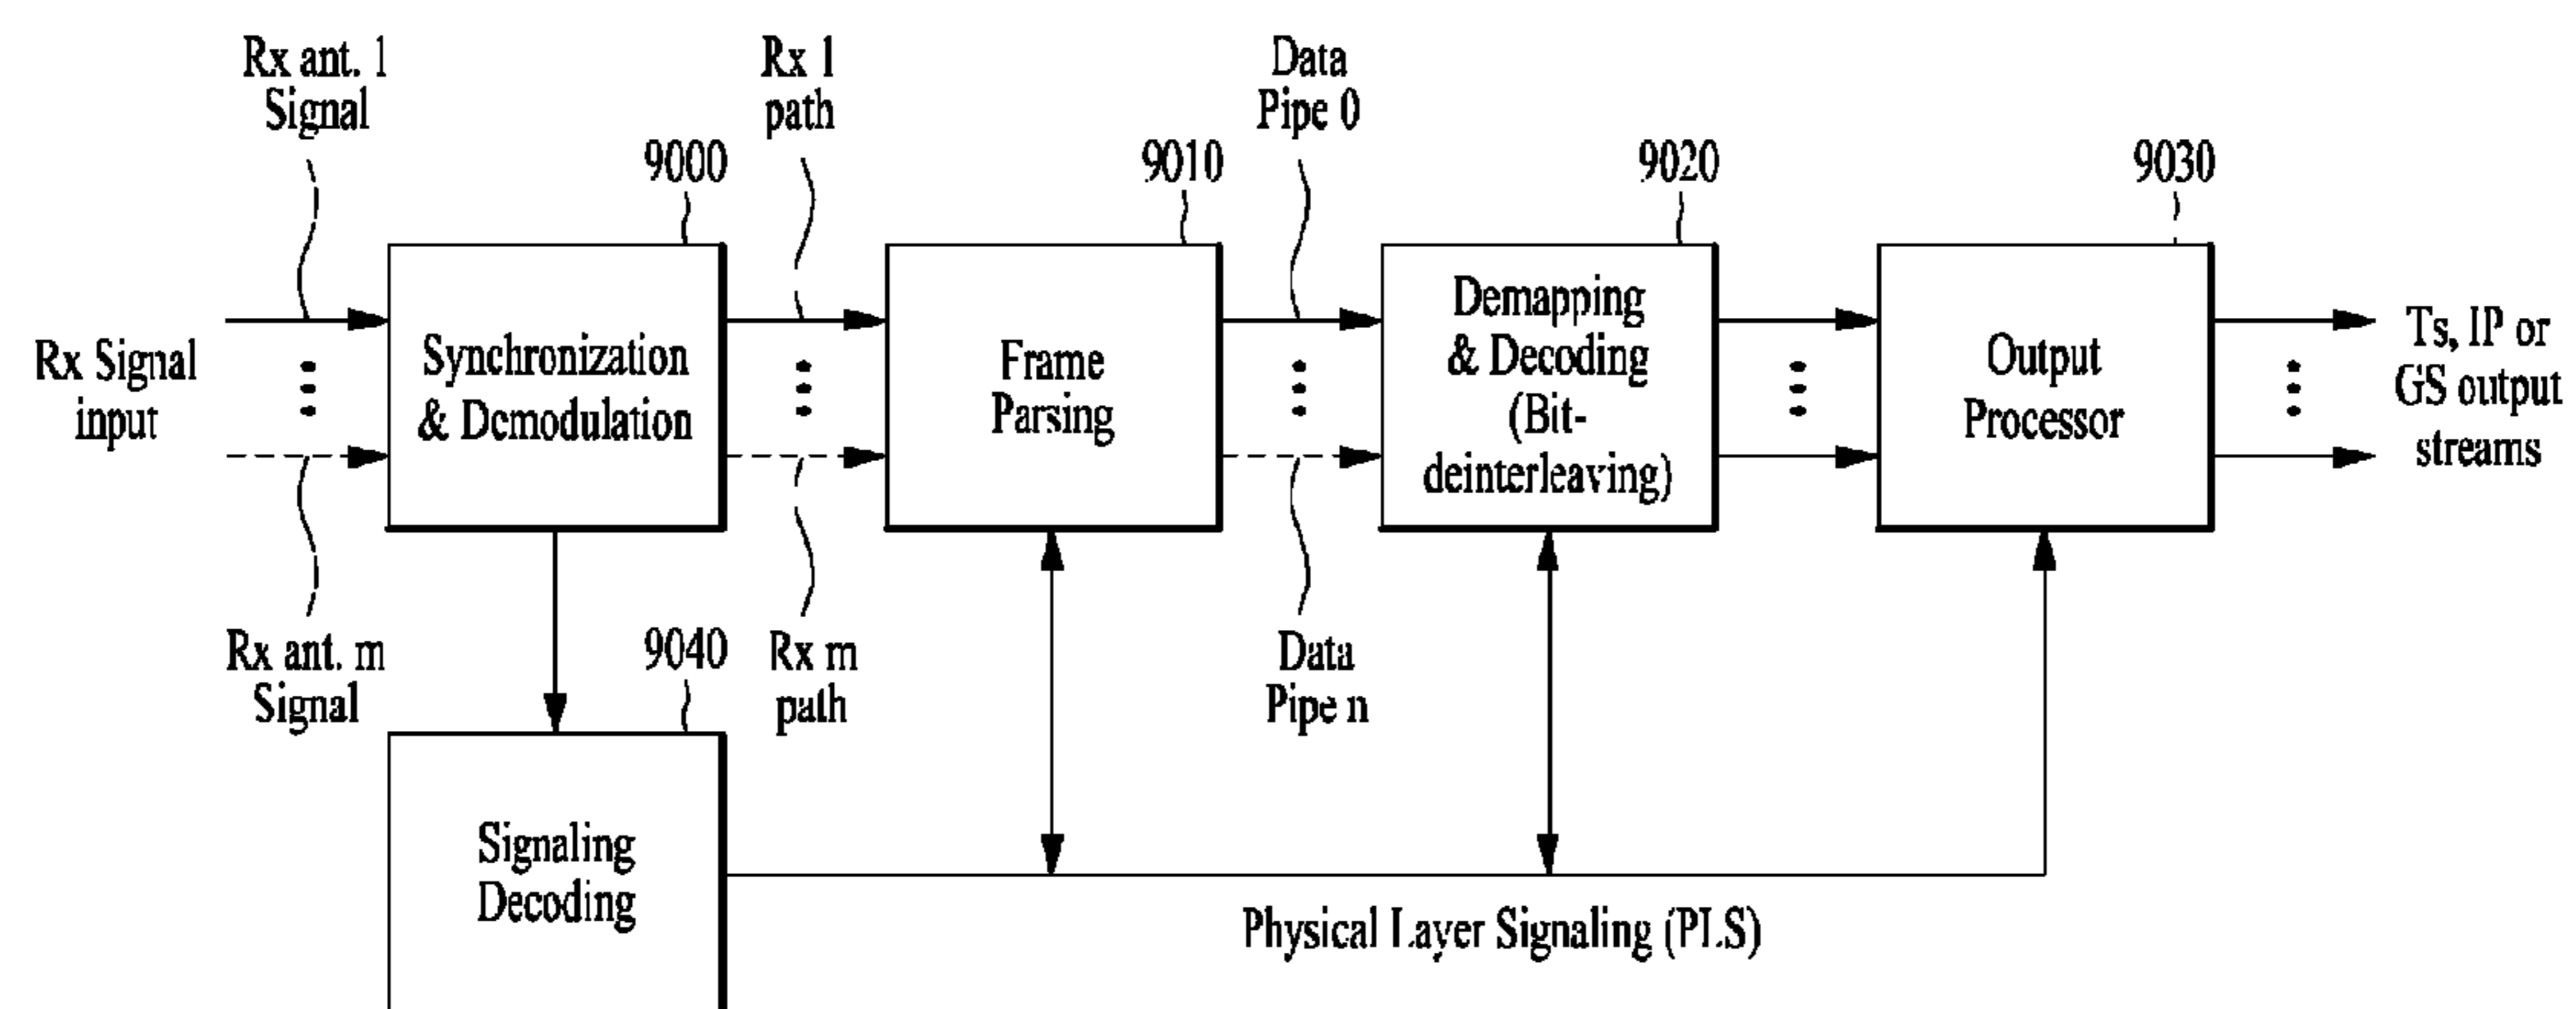 Rx ant. 1
Signal
Rx 1
path
Data
Pipe 0
9000
9010
9020
9030
Rx Signal
input
Synchronization
& Demodulation
Frame
Parsing
Demapping
& Decoding
(Bit-
deinterleaving)
Output
Processor
Ts, IP or
GS output
streams
Rx ant. m
Signal
9040
Rx m
path
Data
Pipe n
Signaling
Decoding
Physical Layer Signaling (PLS)